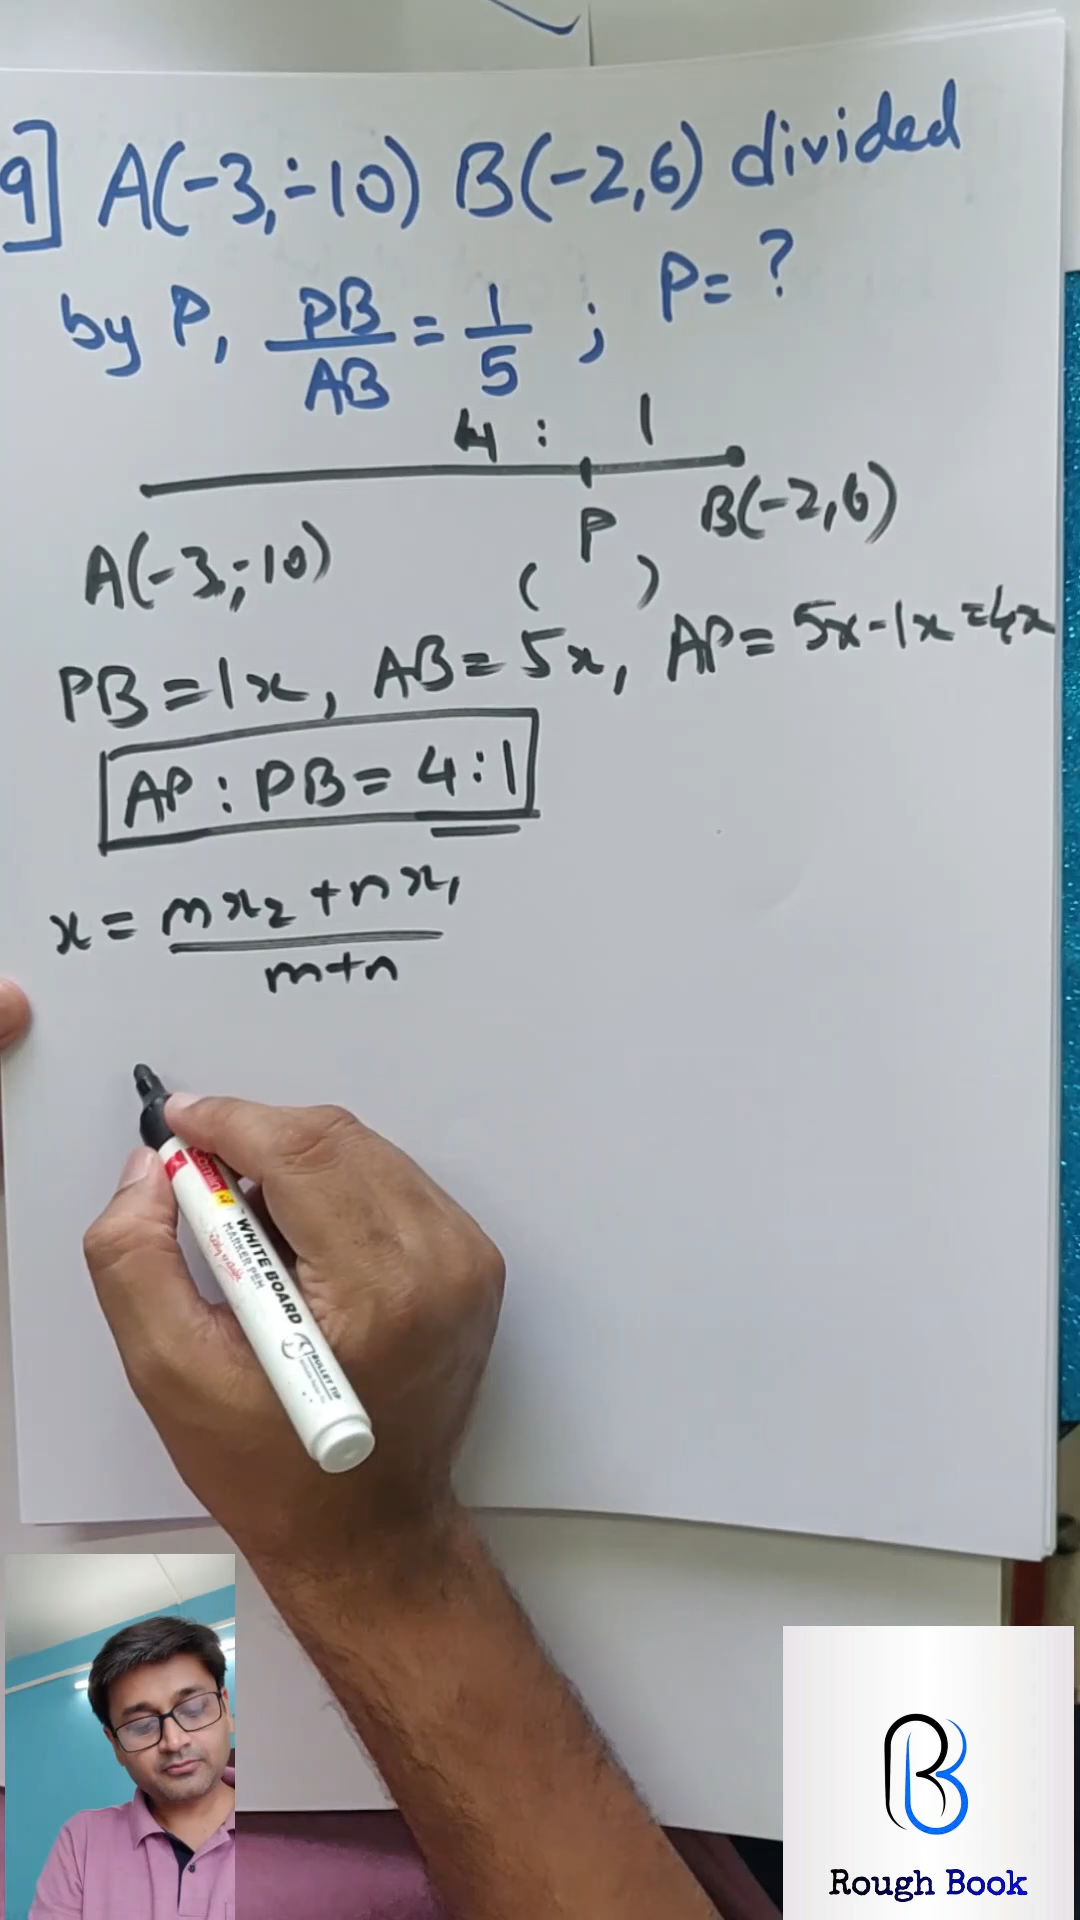 9] A(-3,-10) B(-2,6) divided
by P, PB/AB = 1/5 ; P= ?
4 : 1
A(-3,-10) P B(-2,6)
( , )
PB=1x, AB=5x, AP= 5x-1x=4x
AP : PB= 4:1
x = mx₂+nx₁
m+n
Camlin
WHITE BOARD
MARKER PEN
BULLET TIP
B
Rough Book